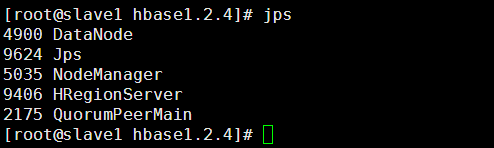 [root@slave1 hbase1.2.4]# jps
4900 DataNode
9624 Jps
5035 NodeManager
9406 HRegionServer
2175 QuorumPeerMain
[root@slave1 hbase1.2.4]#